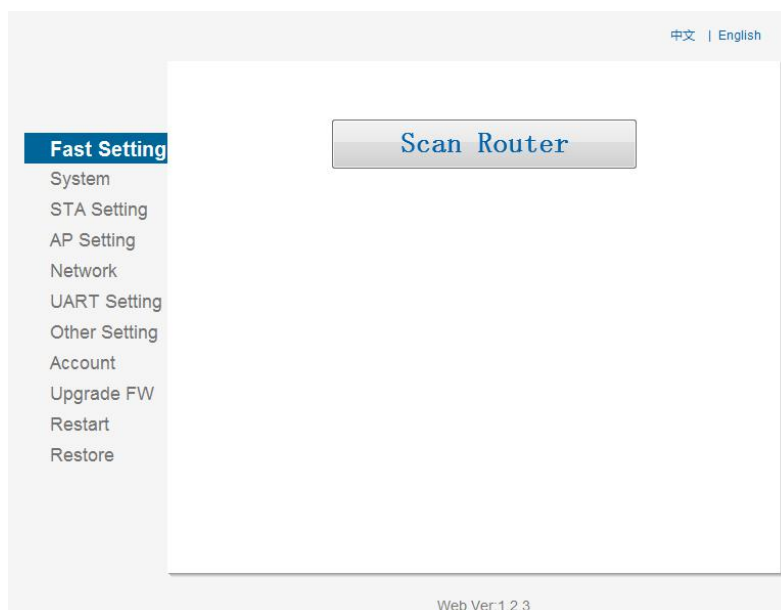 中文 | English
Scan Router
Fast Setting
System
STA Setting
AP Setting
Network
UART Setting
Other Setting
Account
Upgrade FW
Restart
Restore
Web Ver:1.2.3